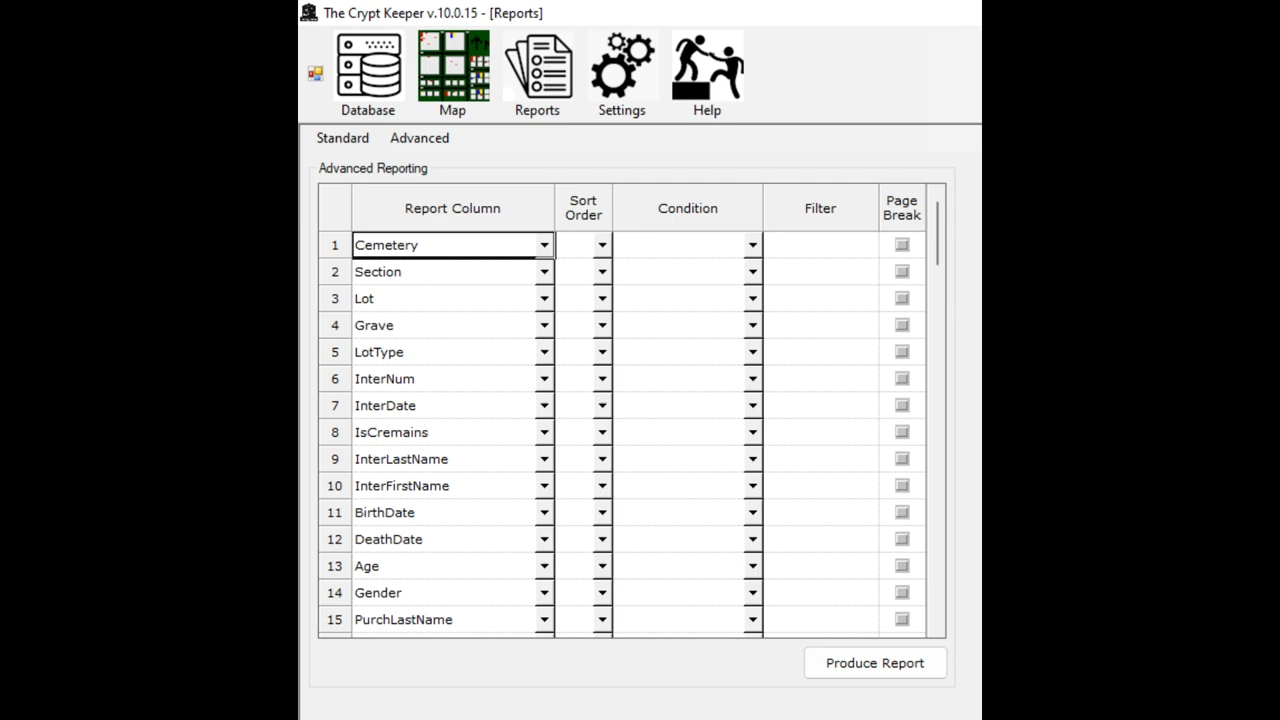 The Crypt Keeper v.10.0.15 - [Reports]
Database Map Reports Settings Help
Standard Advanced
Advanced Reporting
Report Column Sort Order Condition Filter Page Break
1 Cemetery
2 Section
3 Lot
4 Grave
5 LotType
6 InterNum
7 InterDate
8 IsCremains
9 InterLastName
10 InterFirstName
11 BirthDate
12 DeathDate
13 Age
14 Gender
15 PurchLastName
Produce Report